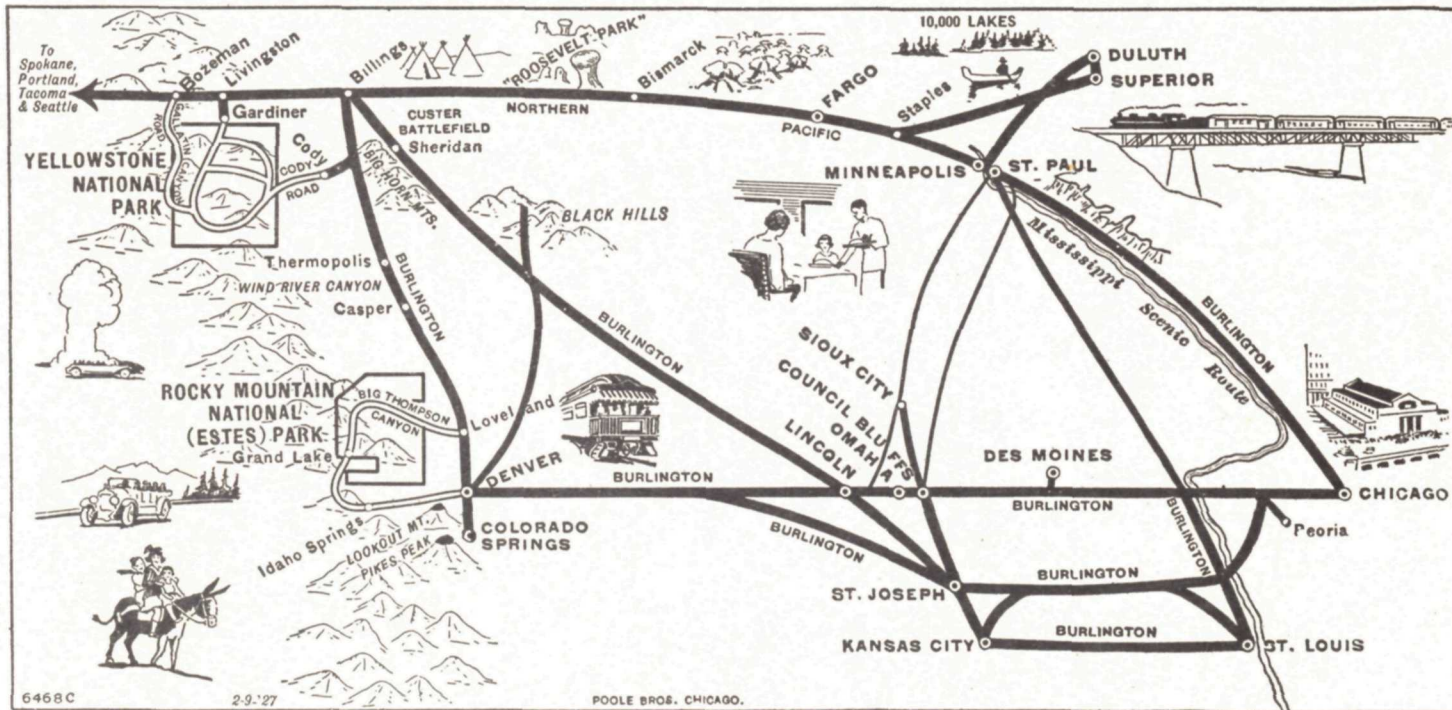 To
Spokane,
Portland,
Tacoma
& Seattle
Bozeman
Livingston
Billings
"ROOSEVELT PARK"
Bismarck
10,000 LAKES
DULUTH
SUPERIOR
FARGO
Staples
NORTHERN
PACIFIC
Gardiner
CUSTER
BATTLEFIELD
Sheridan
YELLOWSTONE
NATIONAL
PARK
ROAD
Cody
CODY
ROAD
BIG HORN MTS.
MINNEAPOLIS
ST. PAUL
BLACK HILLS
Mississippi Scenic Route
Thermopolis
WIND RIVER CANYON
Casper
BURLINGTON
BURLINGTON
BURLINGTON
SIOUX CITY
COUNCIL BLUFFS
OMAHA
LINCOLN
ROCKY MOUNTAIN
NATIONAL
(ESTES) PARK
BIG THOMPSON
CANYON
Loveland
Grand Lake
DENVER
BURLINGTON
DES MOINES
BURLINGTON
CHICAGO
Peoria
Idaho Springs
LOOKOUT MT.
PIKES PEAK
COLORADO
SPRINGS
BURLINGTON
BURLINGTON
ST. JOSEPH
BURLINGTON
KANSAS CITY
BURLINGTON
ST. LOUIS
6468C
2-9-'27
POOLE BROS. CHICAGO.